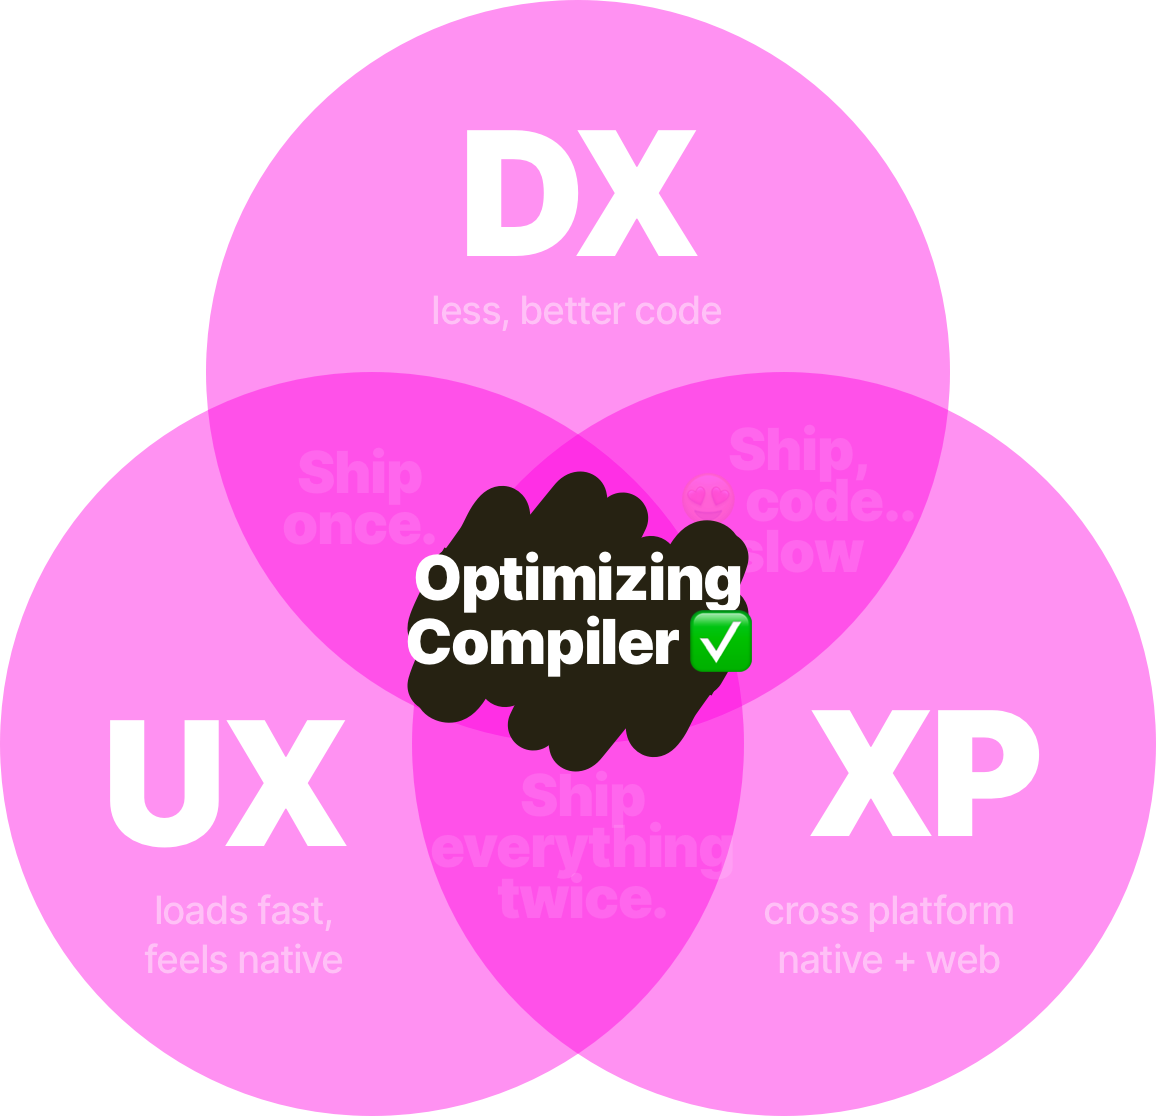 DX
less, better code
Ship
once.
Ship,
😍 code..
slow
Optimizing
Compiler ✅
UX
loads fast,
feels native
XP
cross platform
native + web
Ship
everything
twice.